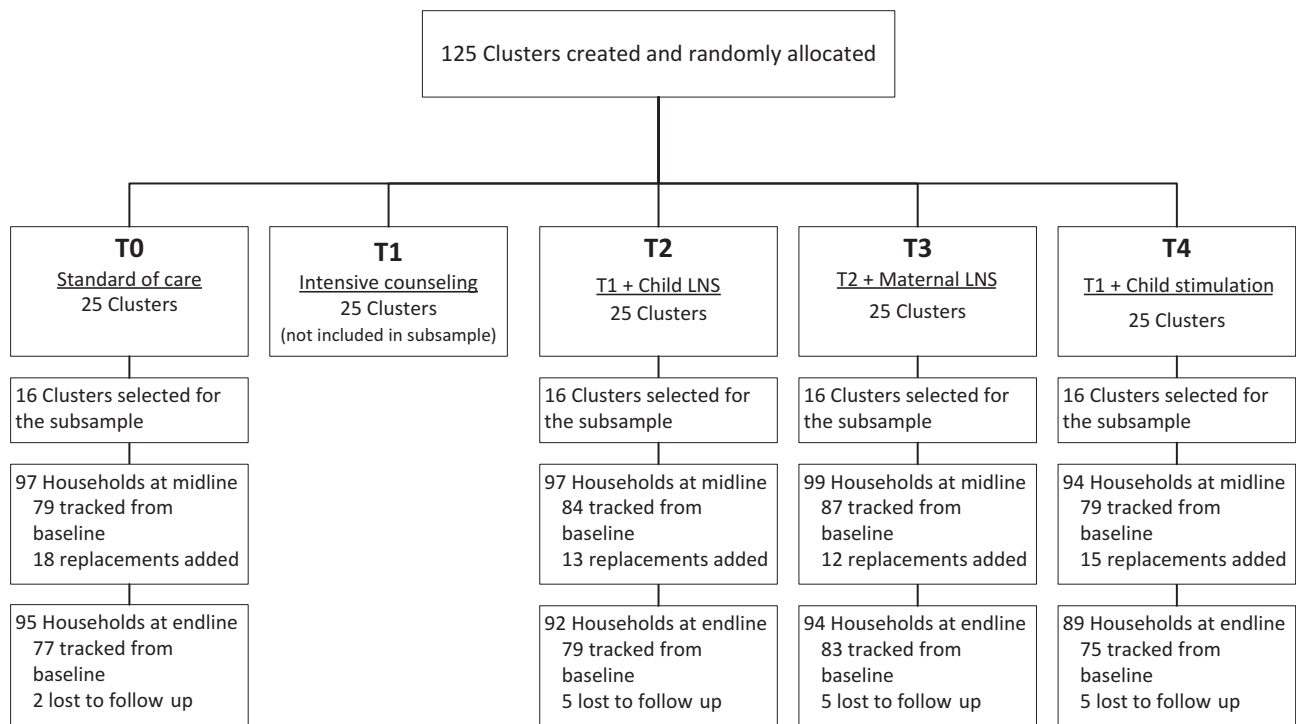 125 Clusters created and randomly allocated
T0
Standard of care
25 Clusters
T1
Intensive counseling
25 Clusters
(not included in subsample)
T2
T1 + Child LNS
25 Clusters
T3
T2 + Maternal LNS
25 Clusters
T4
T1 + Child stimulation
25 Clusters
16 Clusters selected for
the subsample
16 Clusters selected for
the subsample
16 Clusters selected for
the subsample
16 Clusters selected for
the subsample
97 Households at midline
79 tracked from
baseline
18 replacements added
97 Households at midline
84 tracked from
baseline
13 replacements added
99 Households at midline
87 tracked from
baseline
12 replacements added
94 Households at midline
79 tracked from
baseline
15 replacements added
95 Households at endline
77 tracked from
baseline
2 lost to follow up
92 Households at endline
79 tracked from
baseline
5 lost to follow up
94 Households at endline
83 tracked from
baseline
5 lost to follow up
89 Households at endline
75 tracked from
baseline
5 lost to follow up